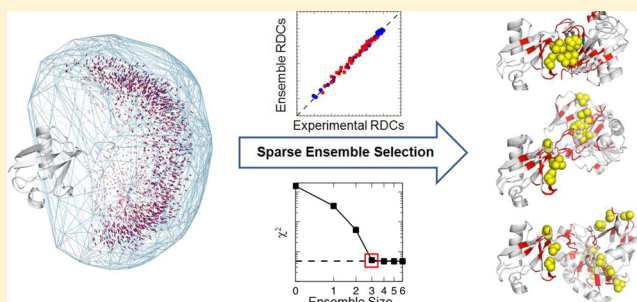 Ensemble RDCs
Experimental RDCs
Sparse Ensemble Selection
χ²
0 1 2 3 4 5 6
Ensemble Size